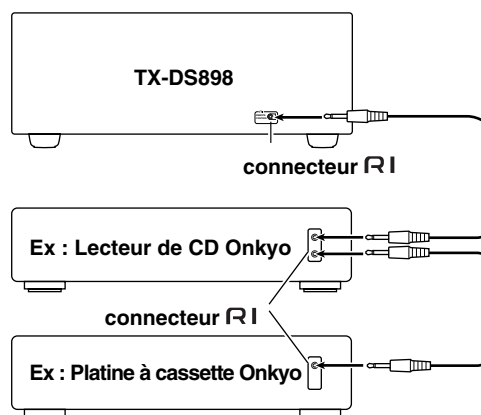 TX-DS898
connecteur RI
Ex : Lecteur de CD Onkyo
connecteur RI
Ex : Platine à cassette Onkyo